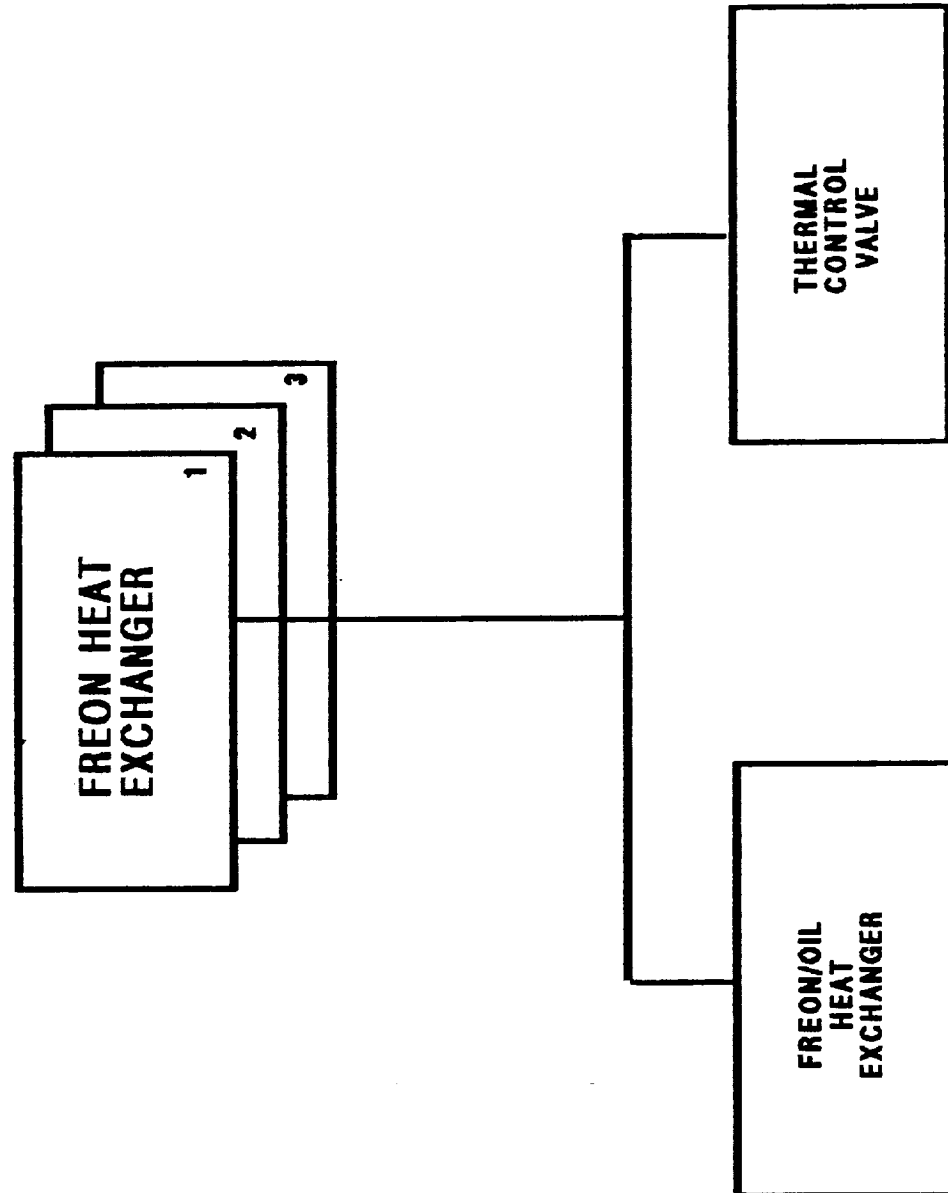 FREON HEAT
EXCHANGER
1
2
3
FREON/OIL
HEAT
EXCHANGER
THERMAL
CONTROL
VALVE